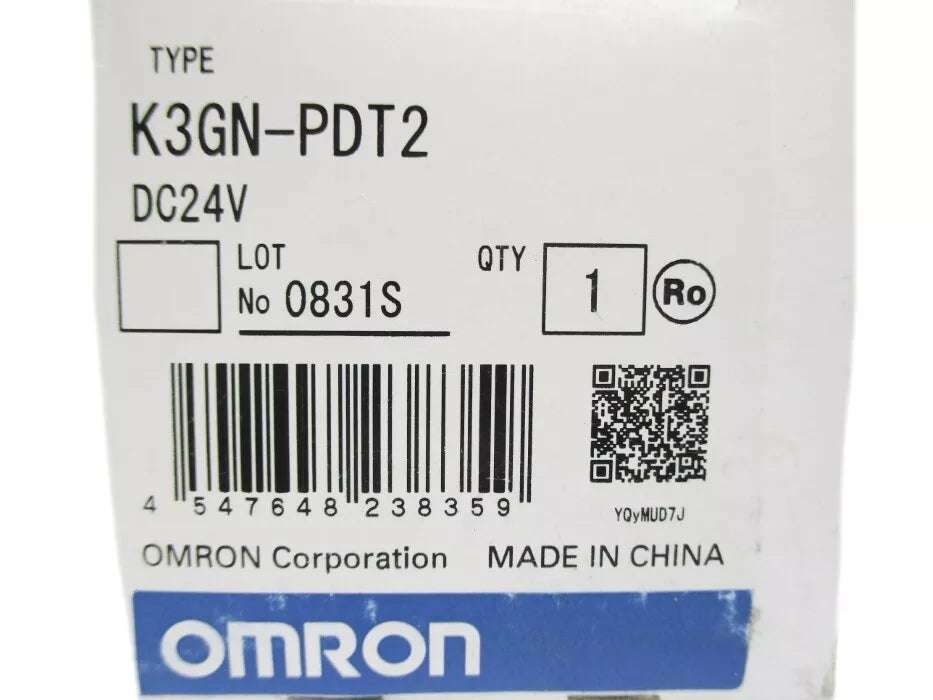 TYPE
K3GN-PDT2
DC24V
LOT QTY
No 0831S 1 Ro
4 547648 238359
YQyMUD7J
OMRON Corporation MADE IN CHINA
OMRON